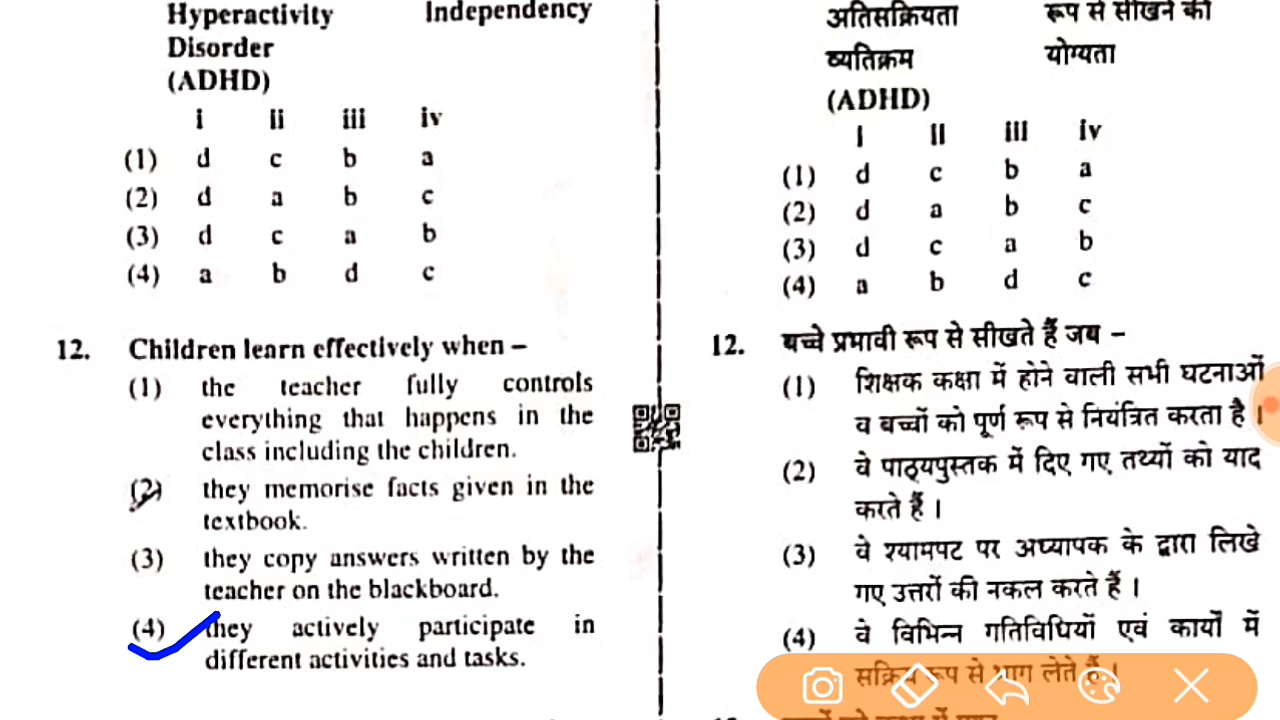 Hyperactivity Independency
Disorder
(ADHD)
i ii iii iv
(1) d c b a
(2) d a b c
(3) d c a b
(4) a b d c
12. Children learn effectively when –
(1) the teacher fully controls
everything that happens in the
class including the children.
(2) they memorise facts given in the
textbook.
(3) they copy answers written by the
teacher on the blackboard.
(4) they actively participate in
different activities and tasks.
अतिसक्रियता रूप से सीखने की
व्यतिक्रम योग्यता
(ADHD)
i ii iii iv
(1) d c b a
(2) d a b c
(3) d c a b
(4) a b d c
12. बच्चे प्रभावी रूप से सीखते हैं जब –
(1) शिक्षक कक्षा में होने वाली सभी घटनाओं
व बच्चों को पूर्ण रूप से नियंत्रित करता है ।
(2) वे पाठ्यपुस्तक में दिए गए तथ्यों को याद
करते हैं ।
(3) वे श्यामपट पर अध्यापक के द्वारा लिखे
गए उत्तरों की नकल करते हैं ।
(4) वे विभिन्न गतिविधियों एवं कार्यों में
सक्रिय रूप से भाग लेते हैं ।